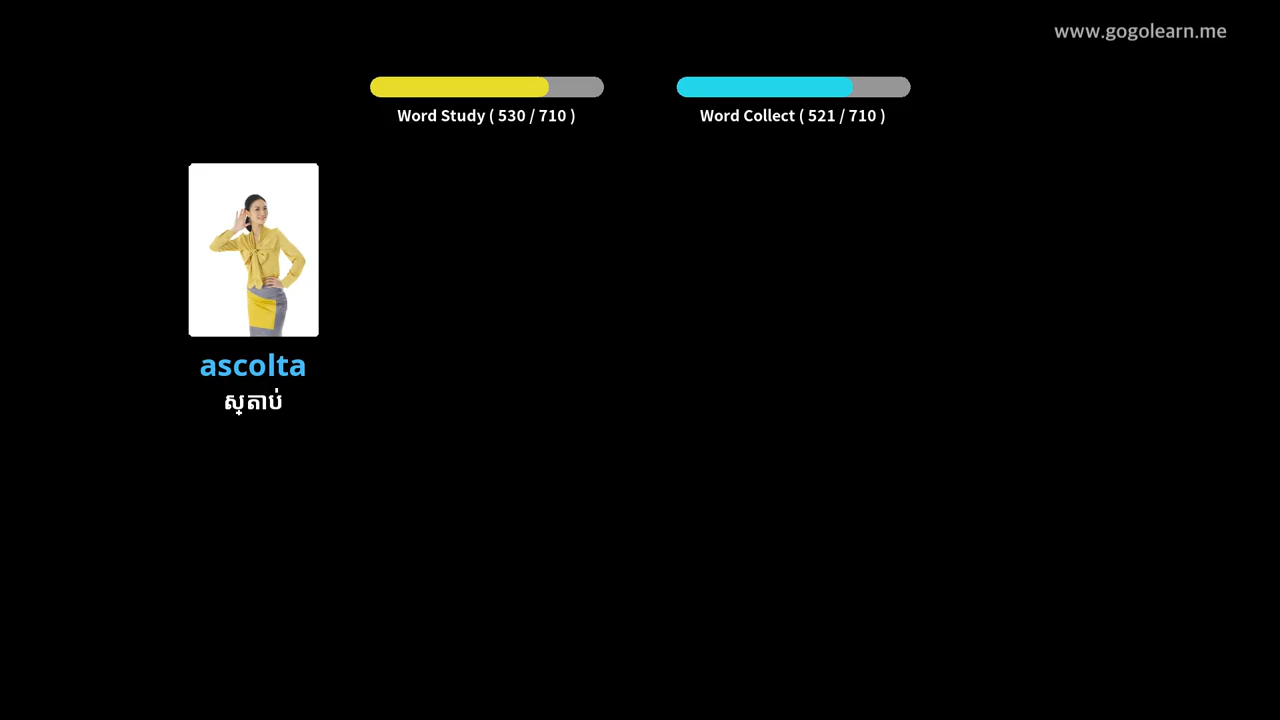 www.gogolearn.me
Word Study ( 530 / 710 )
Word Collect ( 521 / 710 )
ascolta
ស្តាប់